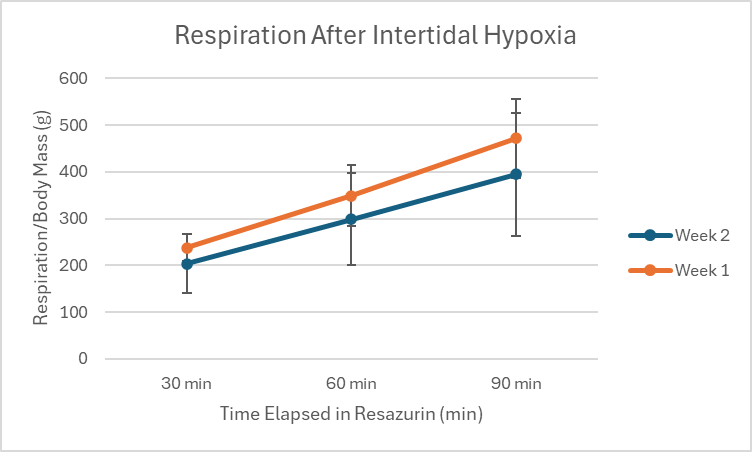 Respiration After Intertidal Hypoxia
Respiration/Body Mass (g)
600
500
400
300
200
100
0
30 min
60 min
90 min
Time Elapsed in Resazurin (min)
Week 2
Week 1